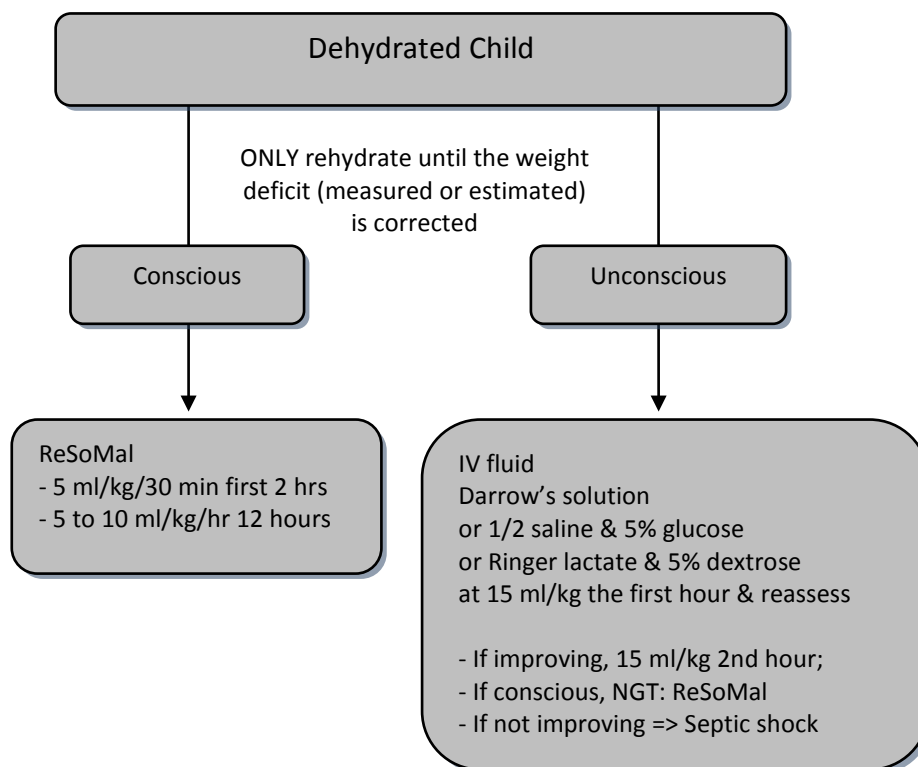 Dehydrated Child
ONLY rehydrate until the weight
deficit (measured or estimated)
is corrected
Conscious
Unconscious
ReSoMal
- 5 ml/kg/30 min first 2 hrs
- 5 to 10 ml/kg/hr 12 hours
IV fluid
Darrow’s solution
or 1/2 saline & 5% glucose
or Ringer lactate & 5% dextrose
at 15 ml/kg the first hour & reassess
- If improving, 15 ml/kg 2nd hour;
- If conscious, NGT: ReSoMal
- If not improving => Septic shock